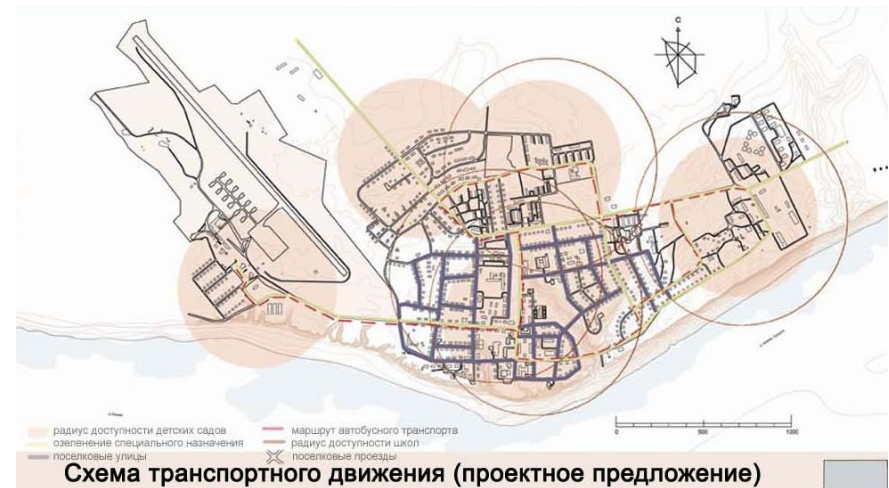 С
0 500 1000
радиус доступности детских садов
озеленение специального назначения
поселковые улицы
маршрут автобусного транспорта
радиус доступности школ
поселковые проезды
Схема транспортного движения (проектное предложение)